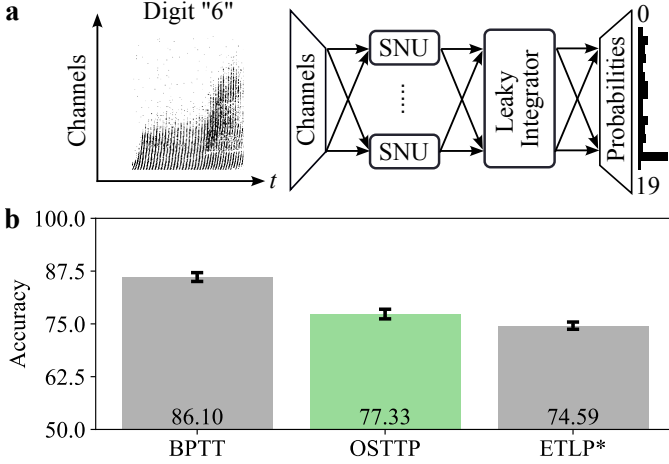 a
Digit "6"
Channels
t
Channels
SNU
......
SNU
Leaky
Integrator
Probabilities
0
19
b
Accuracy
100.0
87.5
75.0
62.5
50.0
86.10
77.33
74.59
BPTT
OSTTP
ETLP*